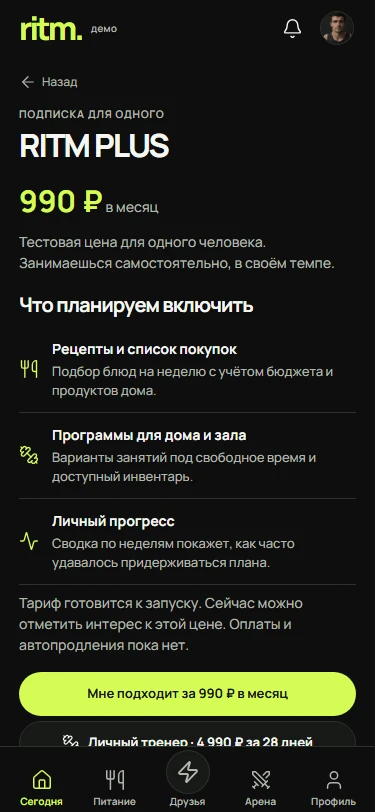 ritm. демо
Назад
ПОДПИСКА ДЛЯ ОДНОГО
RITM PLUS
990 ₽ в месяц
Тестовая цена для одного человека.
Занимаешься самостоятельно, в своём темпе.
Что планируем включить
Рецепты и список покупок
Подбор блюд на неделю с учётом бюджета и
продуктов дома.
Программы для дома и зала
Варианты занятий под свободное время и
доступный инвентарь.
Личный прогресс
Сводка по неделям покажет, как часто
удавалось придерживаться плана.
Тариф готовится к запуску. Сейчас можно
отметить интерес к этой цене. Оплаты и
автопродления пока нет.
Мне подходит за 990 ₽ в месяц
Личный тренер · 4 990 ₽ за 28 дней
Сегодня Питание Друзья Арена Профиль